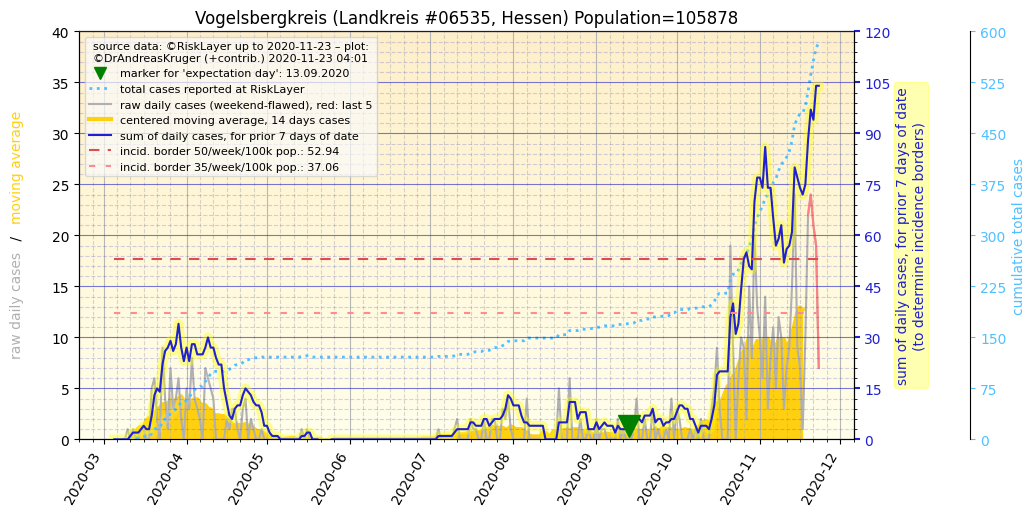 Vogelsbergkreis (Landkreis #06535, Hessen) Population=105878
source data: ©RiskLayer up to 2020-11-23 – plot:
©DrAndreasKruger (+contrib.) 2020-11-23 04:01
marker for 'expectation day': 13.09.2020
total cases reported at RiskLayer
raw daily cases (weekend-flawed), red: last 5
centered moving average, 14 days cases
sum of daily cases, for prior 7 days of date
incid. border 50/week/100k pop.: 52.94
incid. border 35/week/100k pop.: 37.06
raw daily cases / moving average
40
35
30
25
20
15
10
5
0
2020-03
2020-04
2020-05
2020-06
2020-07
2020-08
2020-09
2020-10
2020-11
2020-12
120
105
90
75
60
45
30
15
0
sum of daily cases, for prior 7 days of date
(to determine incidence borders)
600
525
450
375
300
225
150
75
0
cumulative total cases